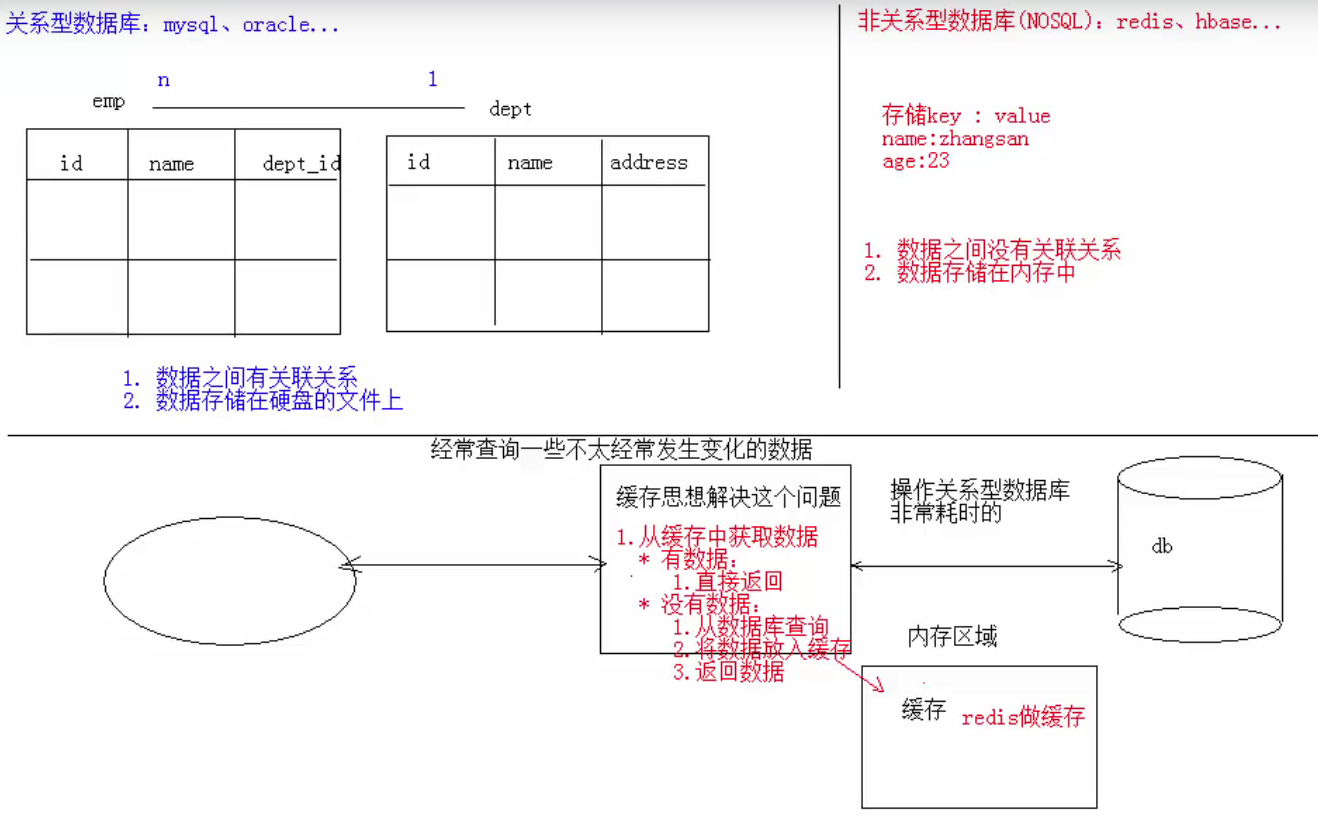 关系型数据库：mysql、oracle...
n
1
emp
dept
id
name
dept_id
id
name
address
1. 数据之间有关联关系
2. 数据存储在硬盘的文件上
非关系型数据库(NOSQL)：redis、hbase...
存储key : value
name:zhangsan
age:23
1. 数据之间没有关联关系
2. 数据存储在内存中
经常查询一些不太经常发生变化的数据
缓存思想解决这个问题
1.从缓存中获取数据
* 有数据：
1.直接返回
* 没有数据：
1.从数据库查询
2.将数据放入缓存
3.返回数据
操作关系型数据库
非常耗时的
db
内存区域
缓存
redis做缓存